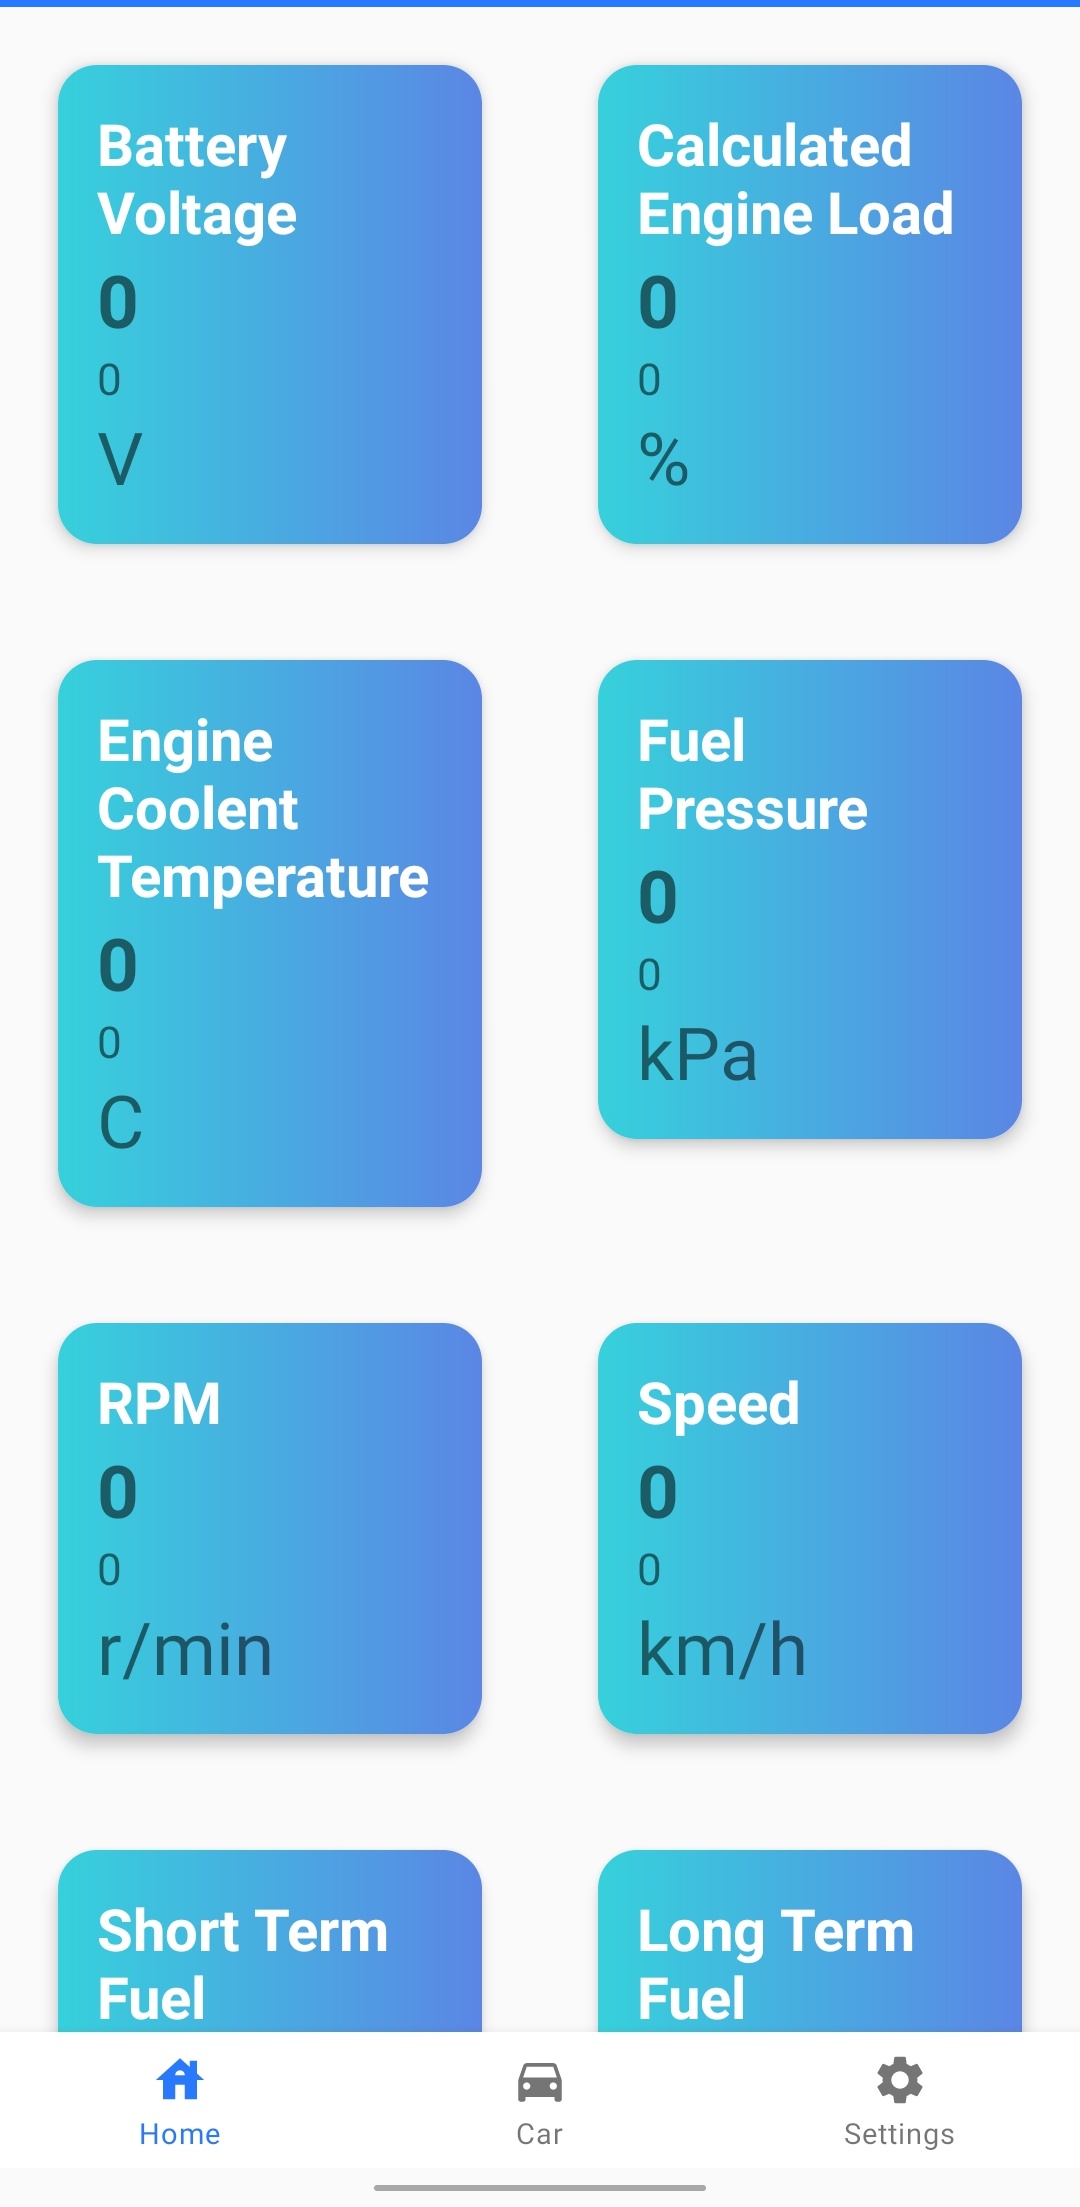 Battery
Voltage
0
0
V
Calculated
Engine Load
0
0
%
Engine
Coolent
Temperature
0
0
C
Fuel
Pressure
0
0
kPa
RPM
0
0
r/min
Speed
0
0
km/h
Short Term
Fuel
Long Term
Fuel
Home
Car
Settings